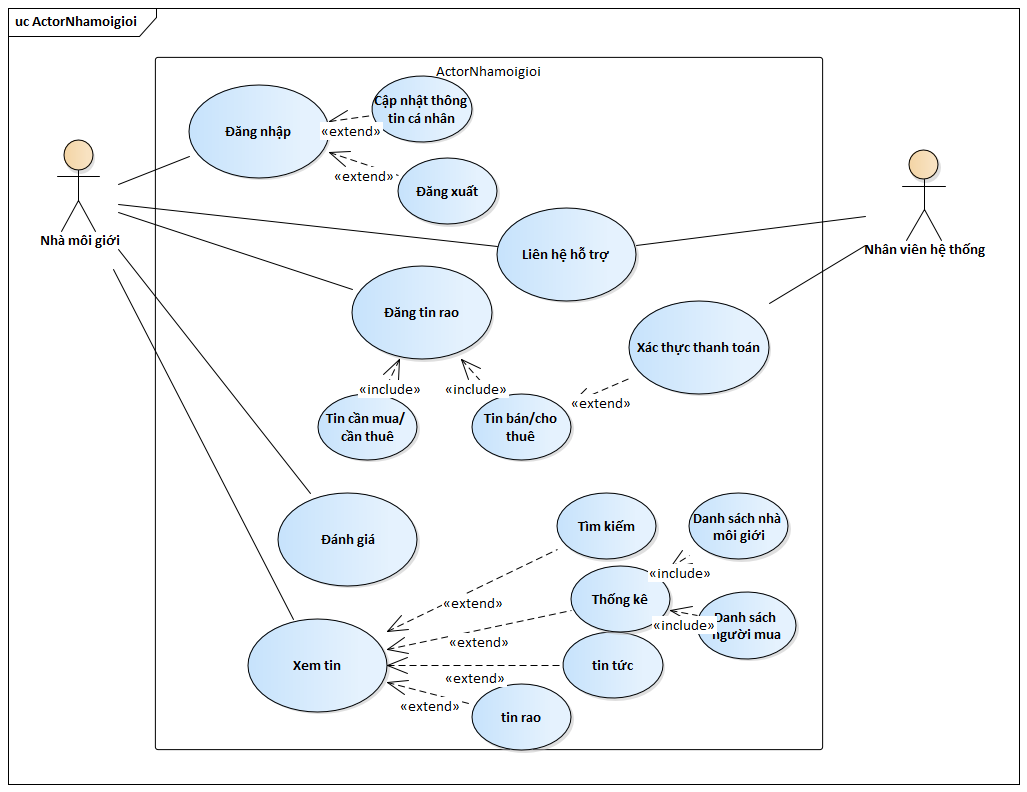 uc ActorNhamoigioi
ActorNhamoigioi
Cập nhật thông
tin cá nhân
Đăng nhập
«extend»
«extend»
Đăng xuất
Nhà môi giới
Nhân viên hệ thống
Liên hệ hỗ trợ
Đăng tin rao
Xác thực thanh toán
«include»
«include»
«extend»
Tin cần mua/
cần thuê
Tin bán/cho
thuê
Đánh giá
Tìm kiếm
Danh sách nhà
môi giới
«include»
Thống kê
«extend»
Danh sách
người mua
«include»
«extend»
Xem tin
tin tức
«extend»
«extend»
tin rao